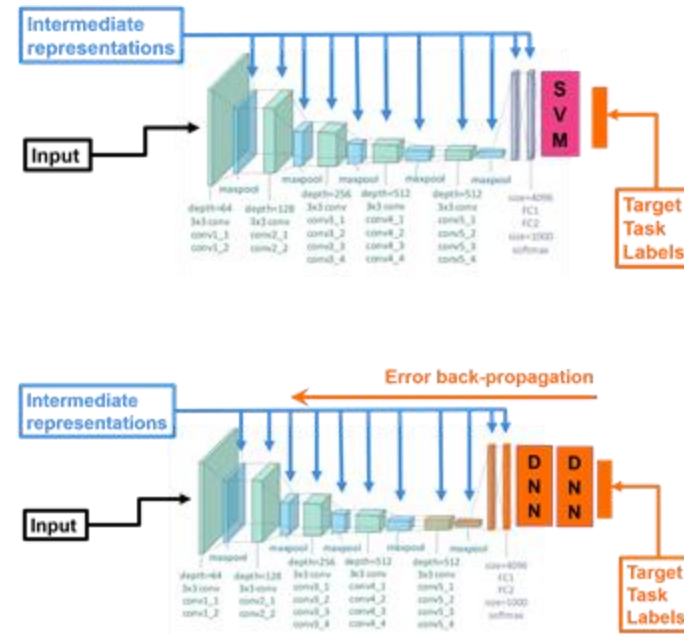 Intermediate
representations
Input
maxpool
maxpool
maxpool
maxpool
maxpool
depth=64
3x3 conv
conv1_1
conv1_2
depth=128
3x3 conv
conv2_1
conv2_2
depth=256
3x3 conv
conv3_1
conv3_2
conv3_3
conv3_4
depth=512
3x3 conv
conv4_1
conv4_2
conv4_3
conv4_4
depth=512
3x3 conv
conv5_1
conv5_2
conv5_3
conv5_4
size=4096
FC1
FC2
size=1000
softmax
SVM
Target
Task
Labels
Error back-propagation
Intermediate
representations
Input
maxpool
maxpool
maxpool
maxpool
maxpool
depth=64
3x3 conv
conv1_1
conv1_2
depth=128
3x3 conv
conv2_1
conv2_2
depth=256
3x3 conv
conv3_1
conv3_2
conv3_3
conv3_4
depth=512
3x3 conv
conv4_1
conv4_2
conv4_3
conv4_4
depth=512
3x3 conv
conv5_1
conv5_2
conv5_3
conv5_4
size=4096
FC1
FC2
size=1000
softmax
DNN
DNN
Target
Task
Labels